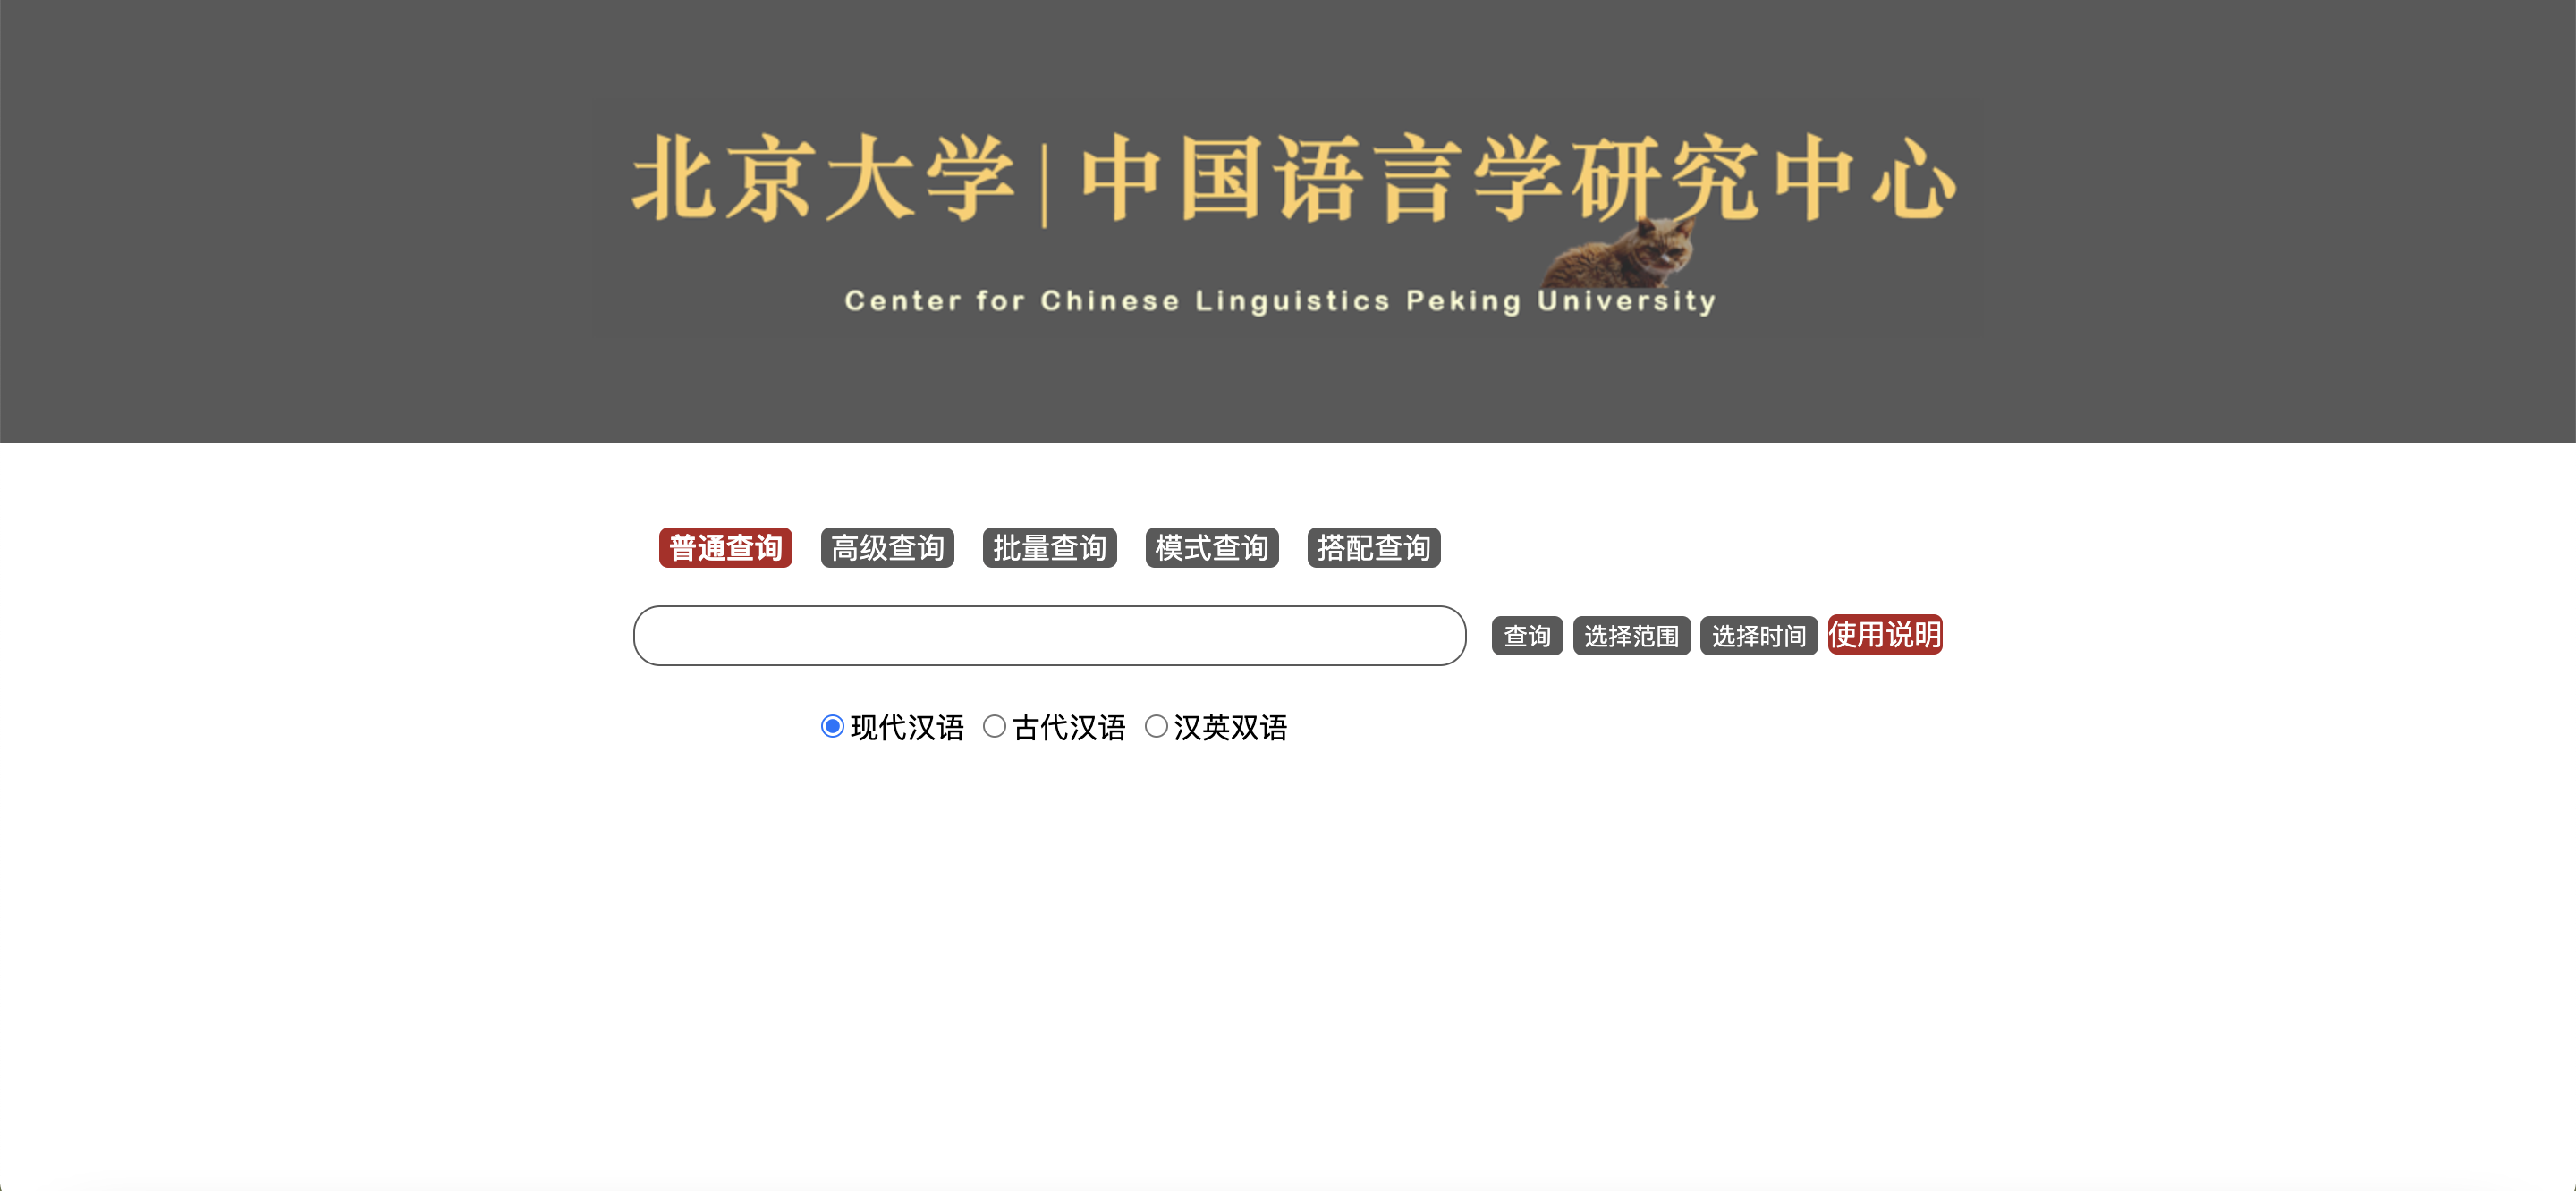 北京大学|中国语言学研究中心
Center for Chinese Linguistics Peking University
普通查询 高级查询 批量查询 模式查询 搭配查询
查询 选择范围 选择时间 使用说明
现代汉语 古代汉语 汉英双语